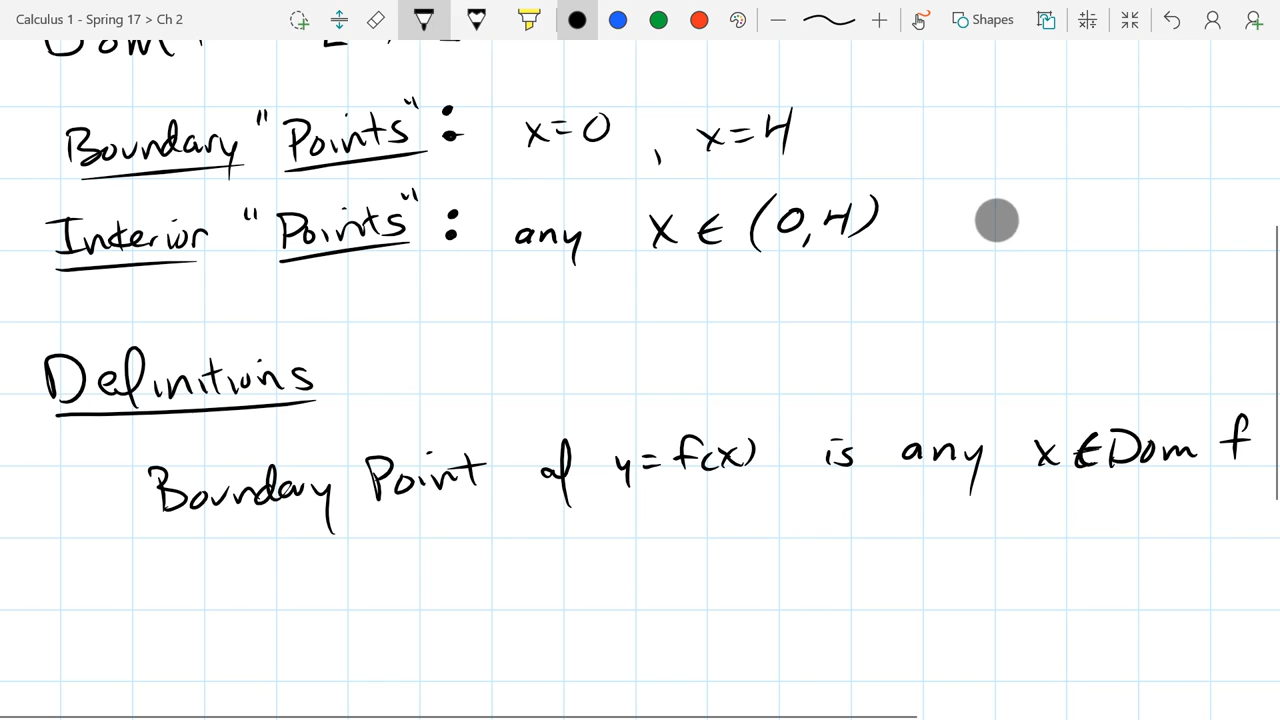 Calculus 1 - Spring 17 > Ch 2
Shapes
Dom
Boundary "Points" : x=0 , x=4
Interior "Points" : any x ∈ (0,4)
Definitions
Boundary Point of y=f(x) is any x ∈ Dom f